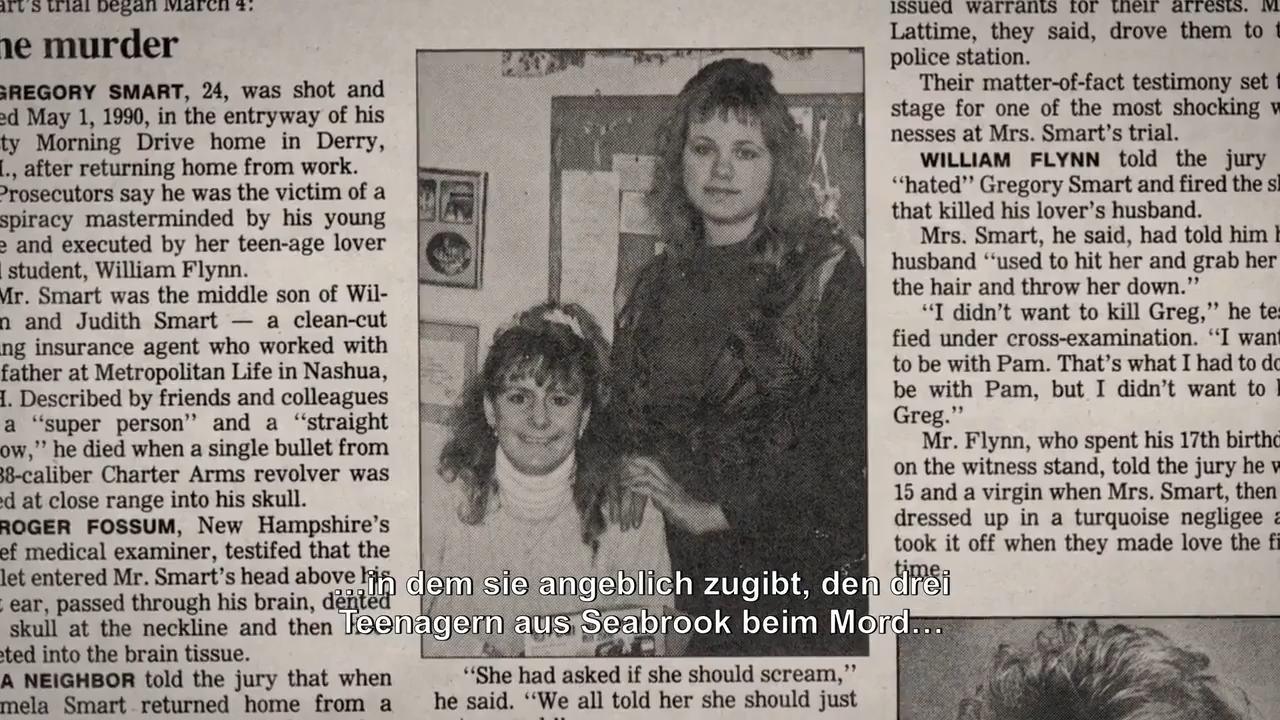 art's trial began March 4:
he murder
GREGORY SMART, 24, was shot and
ed May 1, 1990, in the entryway of his
ty Morning Drive home in Derry,
I., after returning home from work.
Prosecutors say he was the victim of a
spiracy masterminded by his young
e and executed by her teen-age lover
l student, William Flynn.
Mr. Smart was the middle son of Wil-
n and Judith Smart — a clean-cut
ng insurance agent who worked with
father at Metropolitan Life in Nashua,
H. Described by friends and colleagues
a “super person” and a “straight
ow,” he died when a single bullet from
38-caliber Charter Arms revolver was
ed at close range into his skull.
ROGER FOSSUM, New Hampshire's
ef medical examiner, testifed that the
let entered Mr. Smart's head above his
t ear, passed through his brain, dented
skull at the neckline and then
eted into the brain tissue.
A NEIGHBOR told the jury that when
mela Smart returned home from a
“She had asked if she should scream,”
he said. “We all told her she should just
issued warrants for their arrests. M
Lattime, they said, drove them to t
police station.
Their matter-of-fact testimony set t
stage for one of the most shocking w
nesses at Mrs. Smart's trial.
WILLIAM FLYNN told the jury
“hated” Gregory Smart and fired the sh
that killed his lover's husband.
Mrs. Smart, he said, had told him h
husband “used to hit her and grab her
the hair and throw her down.”
“I didn't want to kill Greg,” he tes
fied under cross-examination. “I want
to be with Pam. That's what I had to do
be with Pam, but I didn't want to k
Greg.”
Mr. Flynn, who spent his 17th birthd
on the witness stand, told the jury he w
15 and a virgin when Mrs. Smart, then
dressed up in a turquoise negligee a
took it off when they made love the fi
time.
...in dem sie angeblich zugibt, den drei
Teenagern aus Seabrook beim Mord...